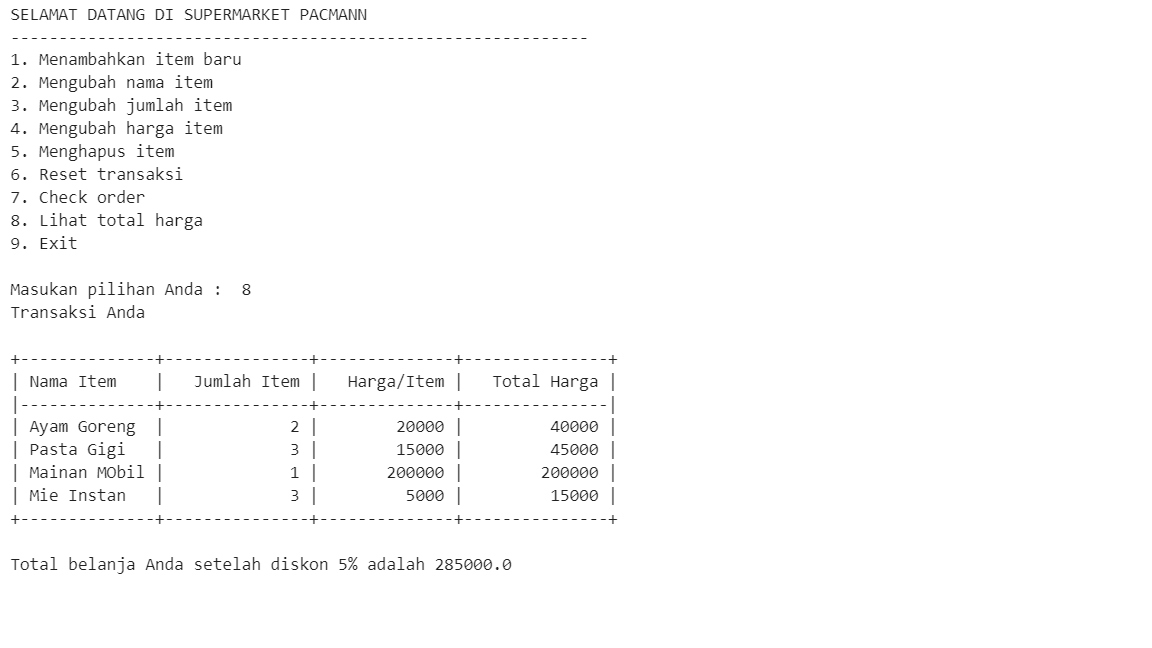 SELAMAT DATANG DI SUPERMARKET PACMANN
------------------------------------------------------------
1. Menambahkan item baru
2. Mengubah nama item
3. Mengubah jumlah item
4. Mengubah harga item
5. Menghapus item
6. Reset transaksi
7. Check order
8. Lihat total harga
9. Exit
Masukan pilihan Anda :  8
Transaksi Anda
+--------------+---------------+--------------+---------------+
| Nama Item    |   Jumlah Item |   Harga/Item |   Total Harga |
|--------------+---------------+--------------+---------------|
| Ayam Goreng  |             2 |        20000 |         40000 |
| Pasta Gigi   |             3 |        15000 |         45000 |
| Mainan MObil |             1 |       200000 |        200000 |
| Mie Instan   |             3 |         5000 |         15000 |
+--------------+---------------+--------------+---------------+
Total belanja Anda setelah diskon 5% adalah 285000.0